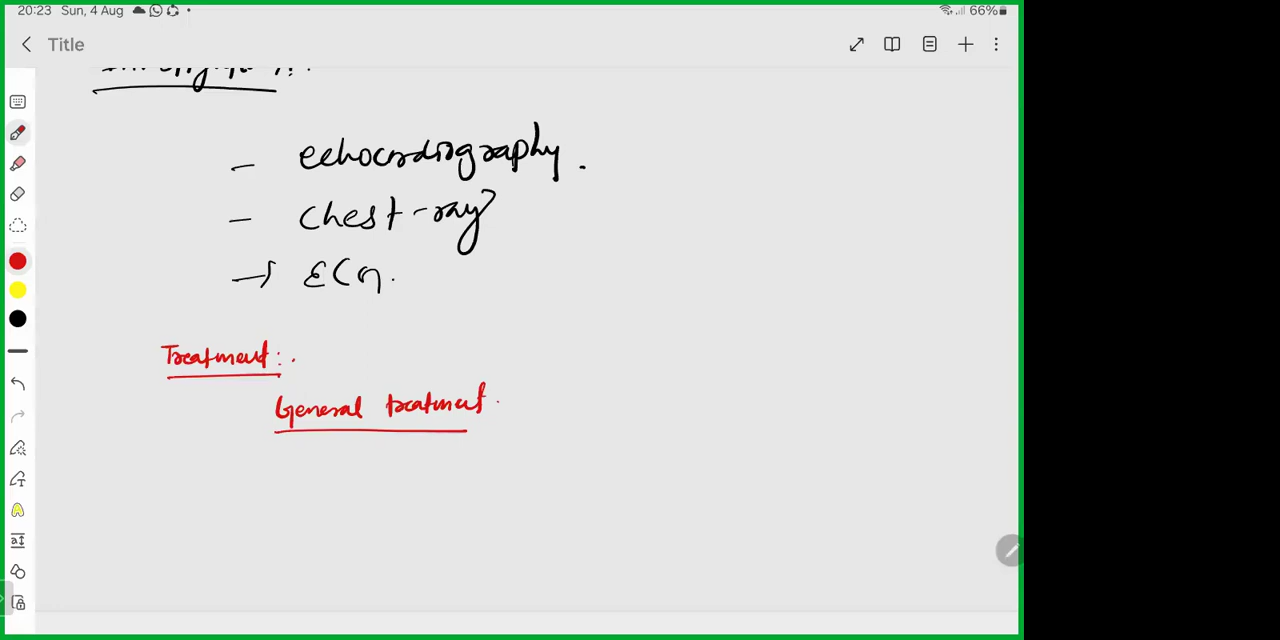 20:23 Sun, 4 Aug
66%
Title
- echocardiography.
- chest-ray
→ ECG.
Treatment:.
General treatment.